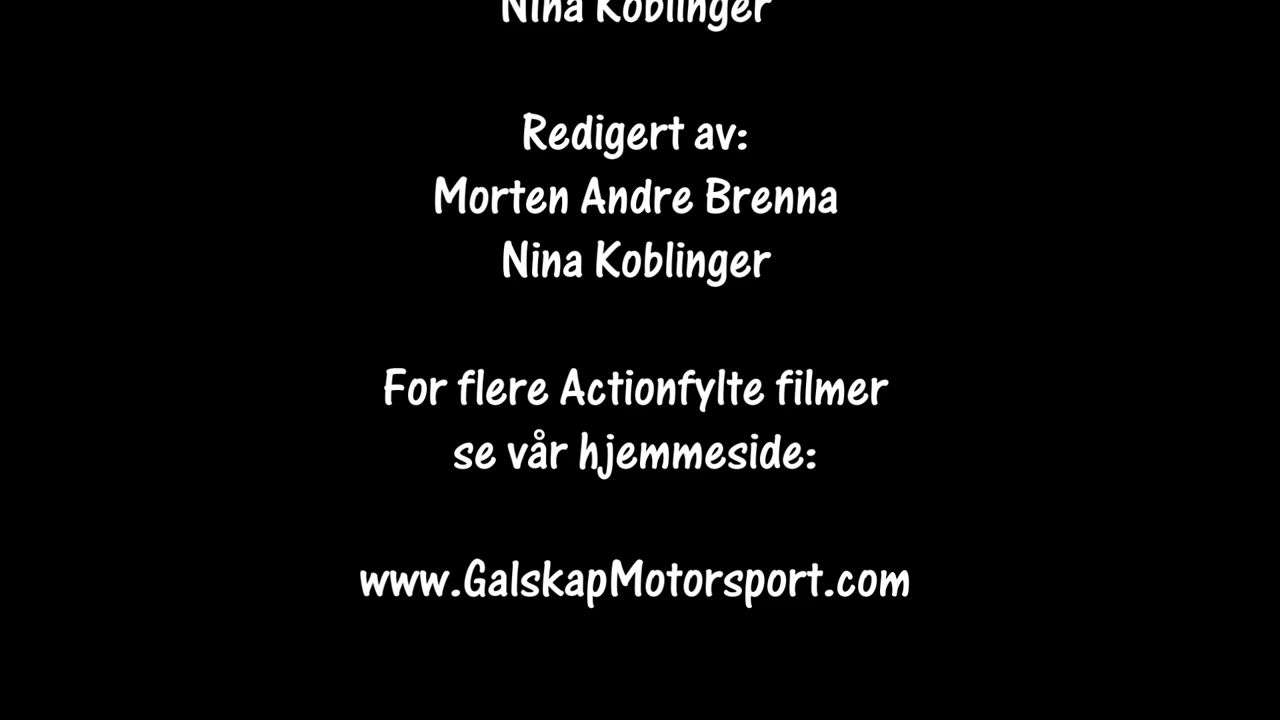 Nina Koblinger
Redigert av:
Morten Andre Brenna
Nina Koblinger
For flere Actionfylte filmer
se vår hjemmeside:
www.GalskapMotorsport.com